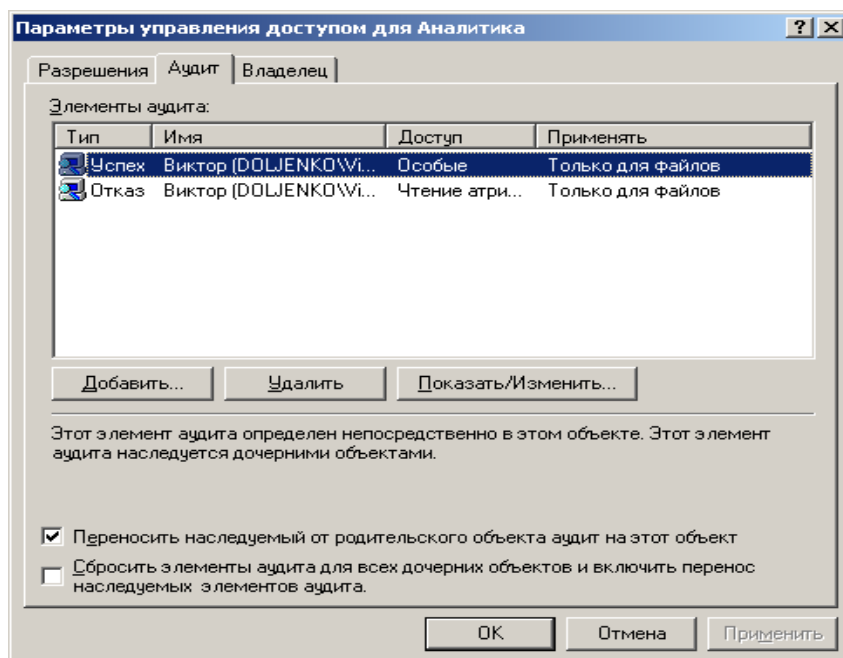 Параметры управления доступом для Аналитика
Разрешения Аудит Владелец
Элементы аудита:
Тип Имя Доступ Применять
Успех Виктор (DOLJENKO\Vi... Особые Только для файлов
Отказ Виктор (DOLJENKO\Vi... Чтение атри... Только для файлов
Добавить... Удалить Показать/Изменить...
Этот элемент аудита определен непосредственно в этом объекте. Этот элемент
аудита наследуется дочерними объектами.
Переносить наследуемый от родительского объекта аудит на этот объект
Сбросить элементы аудита для всех дочерних объектов и включить перенос
наследуемых элементов аудита.
OK Отмена Применить